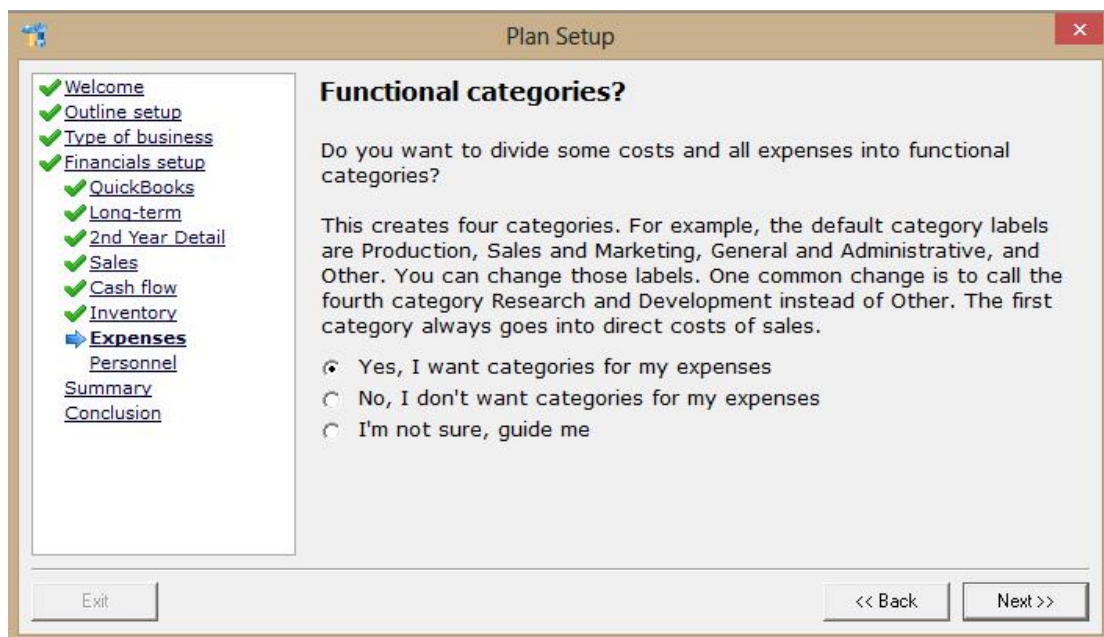 Plan Setup
Welcome
Outline setup
Type of business
Financials setup
QuickBooks
Long-term
2nd Year Detail
Sales
Cash flow
Inventory
Expenses
Personnel
Summary
Conclusion
Functional categories?
Do you want to divide some costs and all expenses into functional
categories?
This creates four categories. For example, the default category labels
are Production, Sales and Marketing, General and Administrative, and
Other. You can change those labels. One common change is to call the
fourth category Research and Development instead of Other. The first
category always goes into direct costs of sales.
Yes, I want categories for my expenses
No, I don't want categories for my expenses
I'm not sure, guide me
Exit
<< Back
Next >>